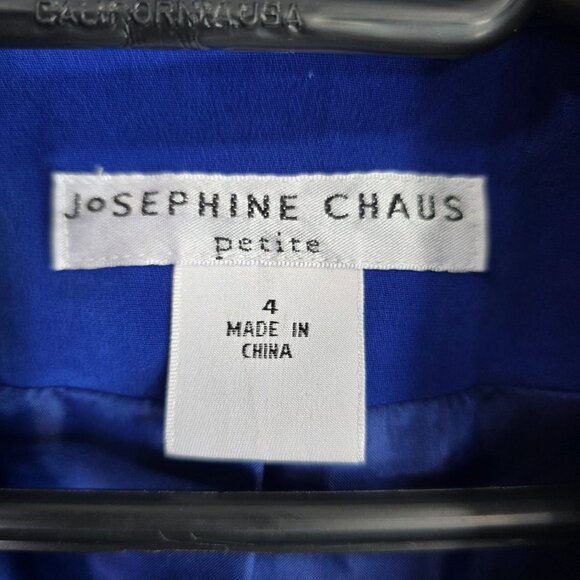 CALIFORNIA, USA
JoSEPHINE CHAUS
petite
4
MADE IN
CHINA